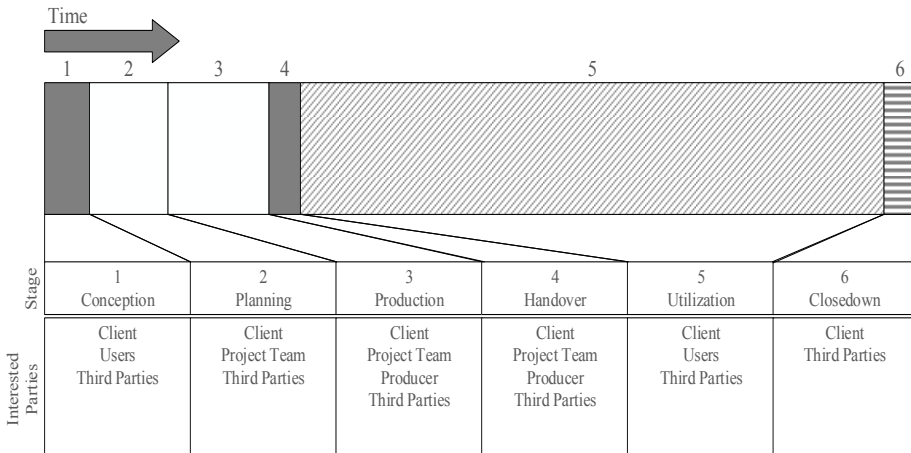 Time
1 2 3 4 5 6
Stage
1 2 3 4 5 6
Conception Planning Production Handover Utilization Closedown
Interested
Parties
Client
Users
Third Parties
Client
Project Team
Third Parties
Client
Project Team
Producer
Third Parties
Client
Project Team
Producer
Third Parties
Client
Users
Third Parties
Client
Third Parties